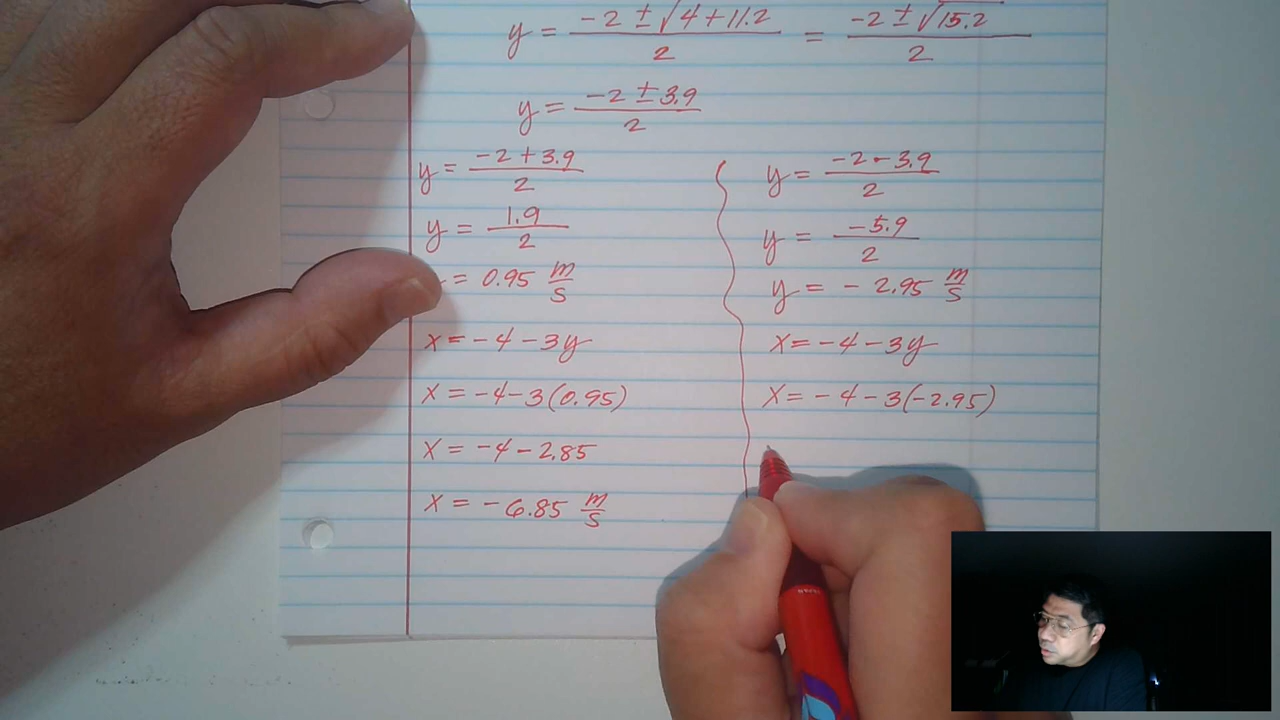 y = (-2 ± √4 + 11.2)/2 = (-2 ± √15.2)/2
y = (-2 ± 3.9)/2
y = (-2 + 3.9)/2
y = 1.9/2
= 0.95 m/s
x = -4 - 3y
x = -4 - 3(0.95)
x = -4 - 2.85
x = -6.85 m/s
y = (-2 - 3.9)/2
y = -5.9/2
y = -2.95 m/s
x = -4 - 3y
x = -4 - 3(-2.95)